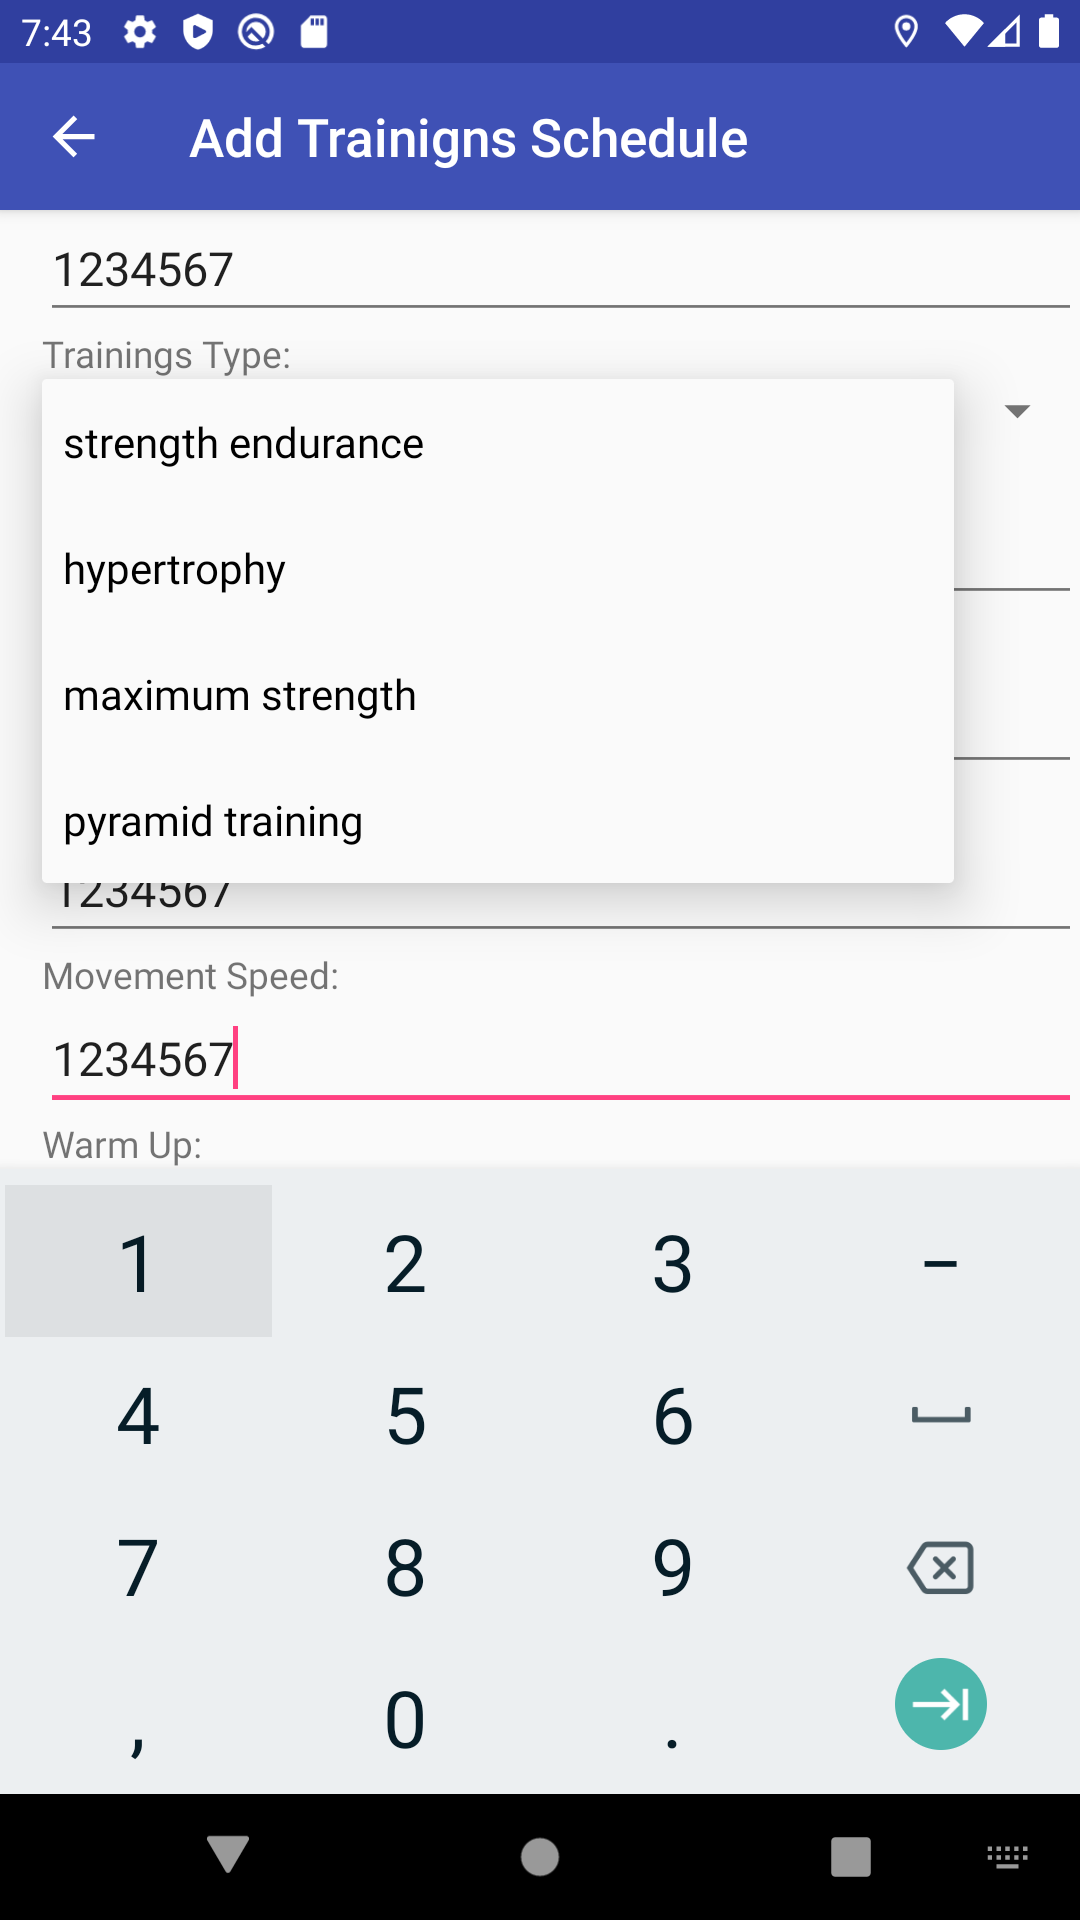 7:43
Add Trainigns Schedule
1234567
Trainings Type:
strength endurance
hypertrophy
maximum strength
pyramid training
1234567
Movement Speed:
1234567
Warm Up:
1 2 3 –
4 5 6
7 8 9
, 0 .